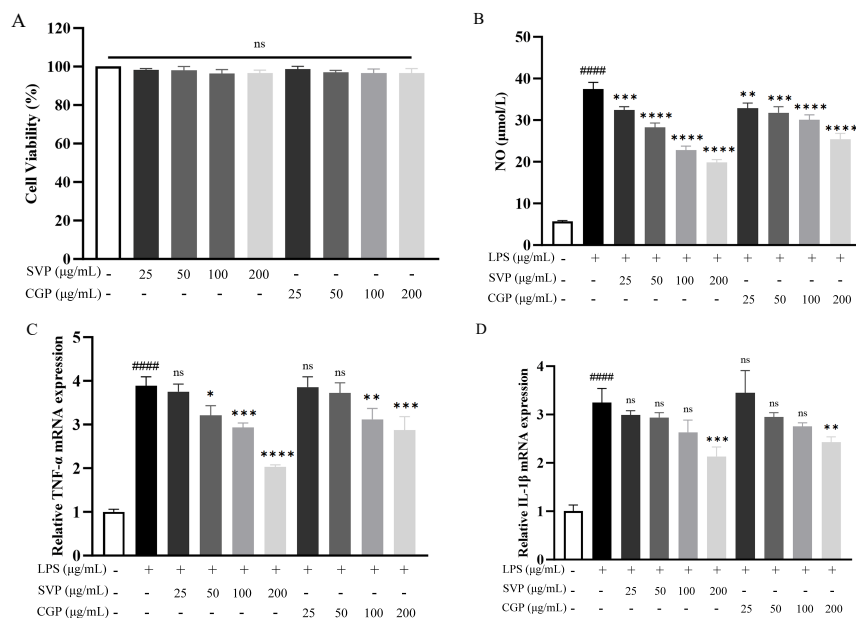 A
ns
Cell Viability (%)
140
120
100
80
60
40
20
0
SVP (μg/mL) - 25 50 100 200 - - - -
CGP (μg/mL) - - - - - 25 50 100 200
B
NO (μmol/L)
50
40
30
20
10
0
#### *** **** **** **** ** *** **** ****
LPS (μg/mL) - + + + + + + + + +
SVP (μg/mL) - - 25 50 100 200 - - - -
CGP (μg/mL) - - - - - - 25 50 100 200
C
Relative TNF-α mRNA expression
5
4
3
2
1
0
#### ns * *** **** ns ns ** ***
LPS (μg/mL) - + + + + + + + + +
SVP (μg/mL) - - 25 50 100 200 - - - -
CGP (μg/mL) - - - - - - 25 50 100 200
D
Relative IL-1β mRNA expression
4
3
2
1
0
#### ns ns ns *** ns ns ns **
LPS (μg/mL) - + + + + + + + + +
SVP (μg/mL) - - 25 50 100 200 - - - -
CGP (μg/mL) - - - - - - 25 50 100 200